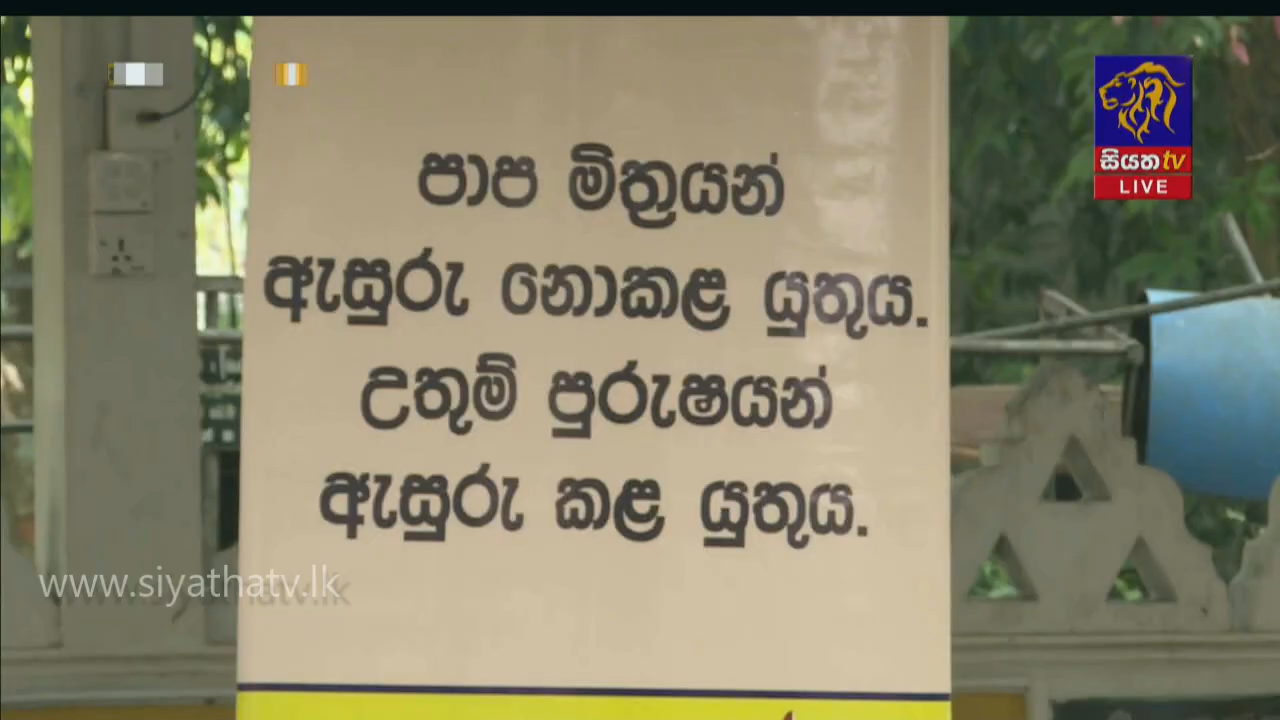 සියත tv
LIVE
පාප මිත්‍රයන්
ඇසුරු නොකළ යුතුය.
උතුම් පුරුෂයන්
ඇසුරු කළ යුතුය.
www.siyathatv.lk